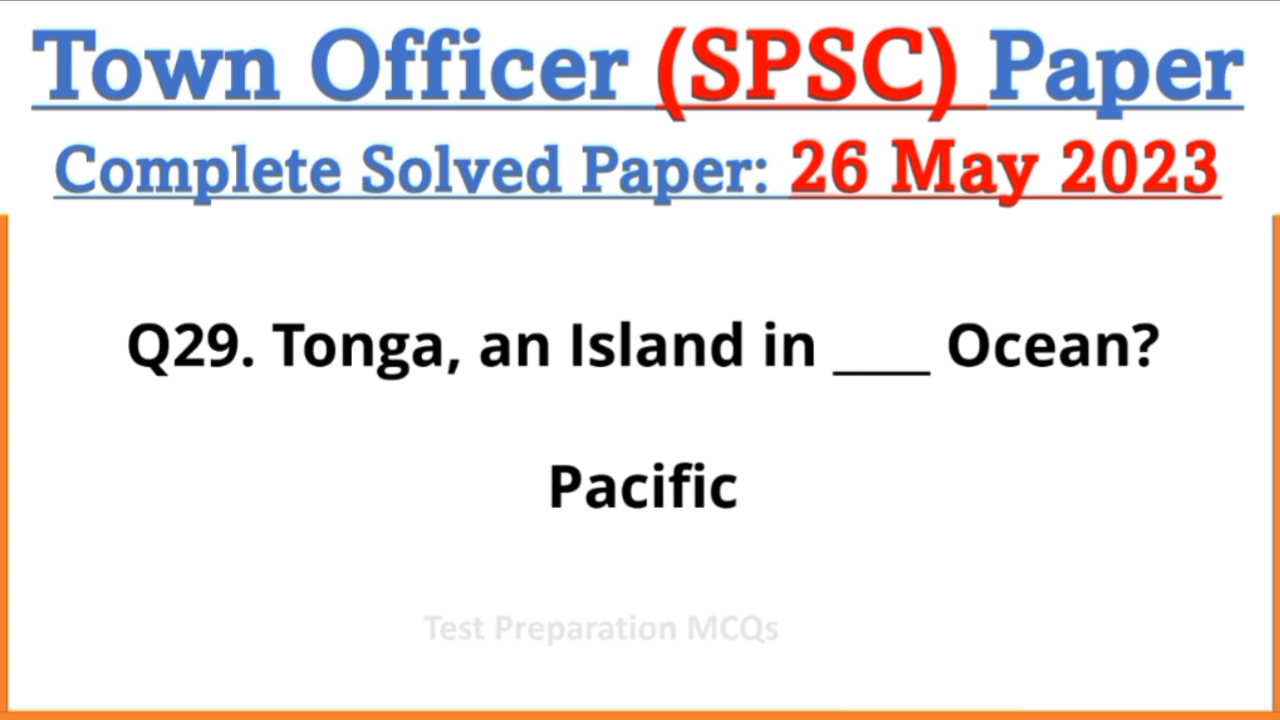 Town Officer (SPSC) Paper
Complete Solved Paper: 26 May 2023
Q29. Tonga, an Island in ____ Ocean?
Pacific
Test Preparation MCQs